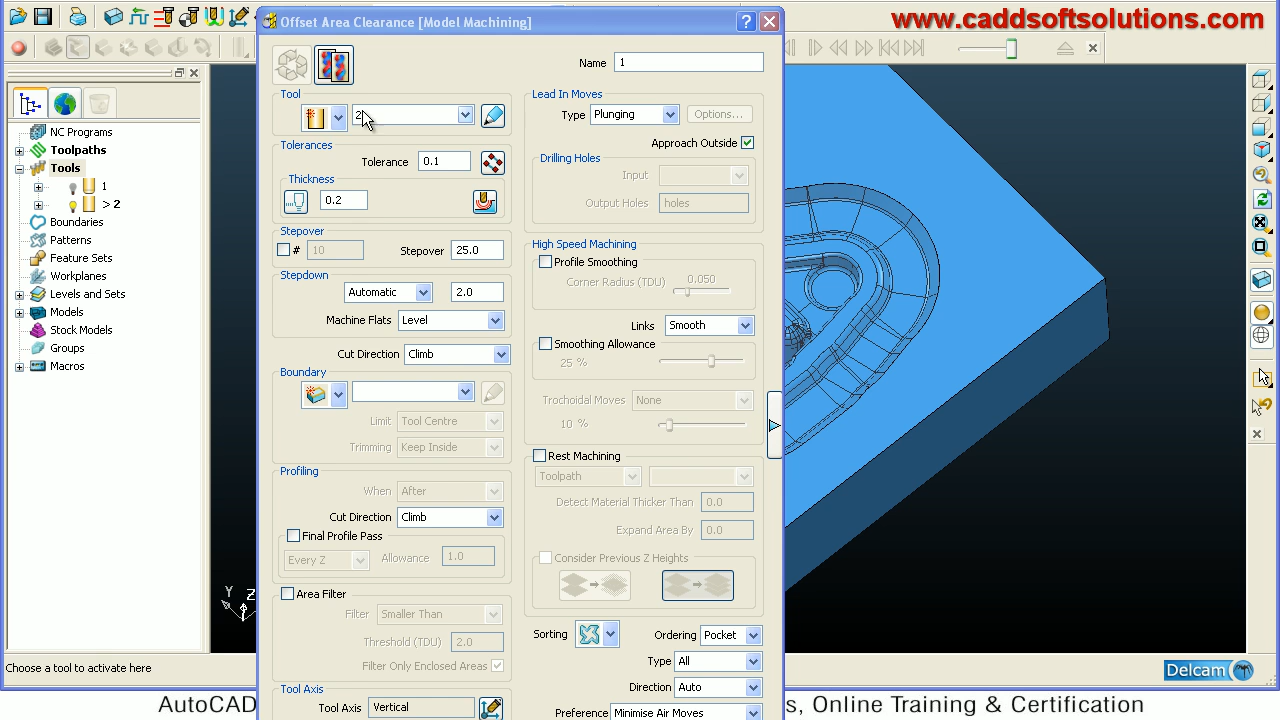 www.caddsoftsolutions.com
Offset Area Clearance [Model Machining]
Name 1
Tool
2
Tolerances
Tolerance 0.1
Thickness
0.2
Stepover
# 10 Stepover 25.0
Stepdown
Automatic 2.0
Machine Flats Level
Cut Direction Climb
Boundary
Limit Tool Centre
Trimming Keep Inside
Profiling
When After
Cut Direction Climb
Final Profile Pass
Every Z Allowance 1.0
Area Filter
Filter Smaller Than
Threshold (TDU) 2.0
Filter Only Enclosed Areas
Tool Axis
Tool Axis Vertical
Lead In Moves
Type Plunging Options...
Approach Outside
Drilling Holes
Input
Output Holes holes
High Speed Machining
Profile Smoothing
Corner Radius (TDU) 0.050
Links Smooth
Smoothing Allowance
25 %
Trochoidal Moves None
10 %
Rest Machining
Toolpath
Detect Material Thicker Than 0.0
Expand Area By 0.0
Consider Previous Z Heights
Sorting Ordering Pocket
Type All
Direction Auto
Preference Minimise Air Moves
NC Programs
Toolpaths
Tools
1
> 2
Boundaries
Patterns
Feature Sets
Workplanes
Levels and Sets
Models
Stock Models
Groups
Macros
Y Z
Choose a tool to activate here
Delcam
AutoCAD
s, Online Training & Certification